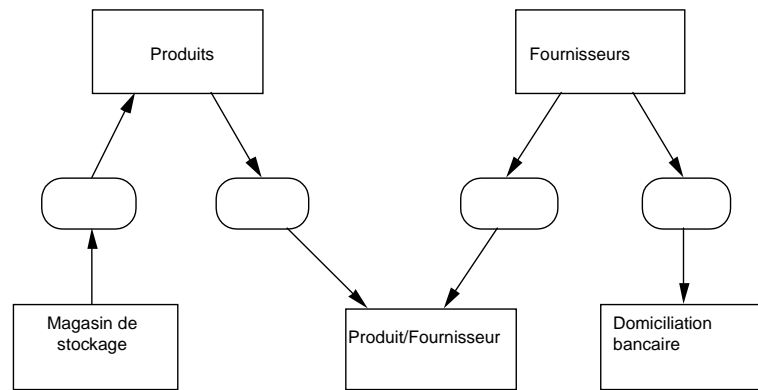 Produits
Fournisseurs
Magasin de
stockage
Produit/Fournisseur
Domiciliation
bancaire